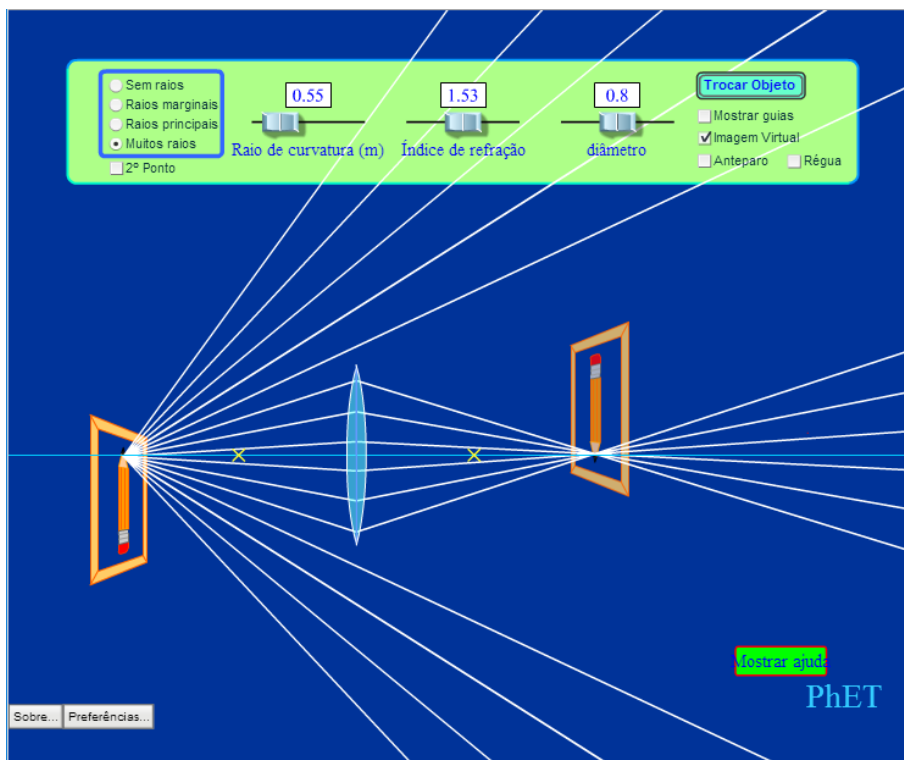 Sem raios
Raios marginais
Raios principais
Muitos raios
2º Ponto
0.55
Raio de curvatura (m)
1.53
Índice de refração
0.8
diâmetro
Trocar Objeto
Mostrar guias
Imagem Virtual
Anteparo Régua
Mostrar ajuda
PhET
Sobre... Preferências...